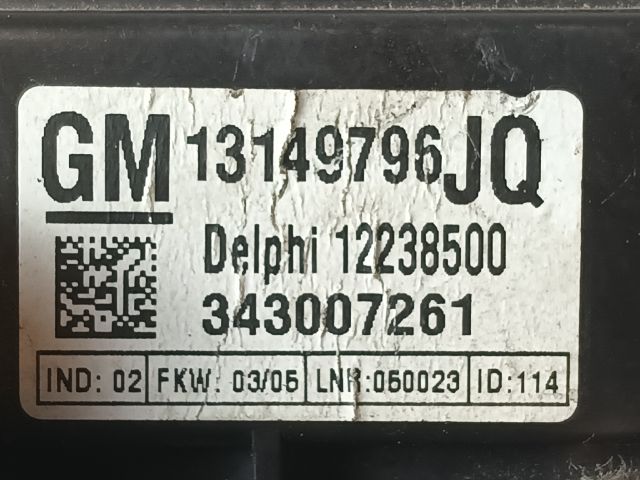 GM 13149796JQ
Delphi 12238500
343007261
IND: 02 FKW: 03/05 LNR:050023 ID:114